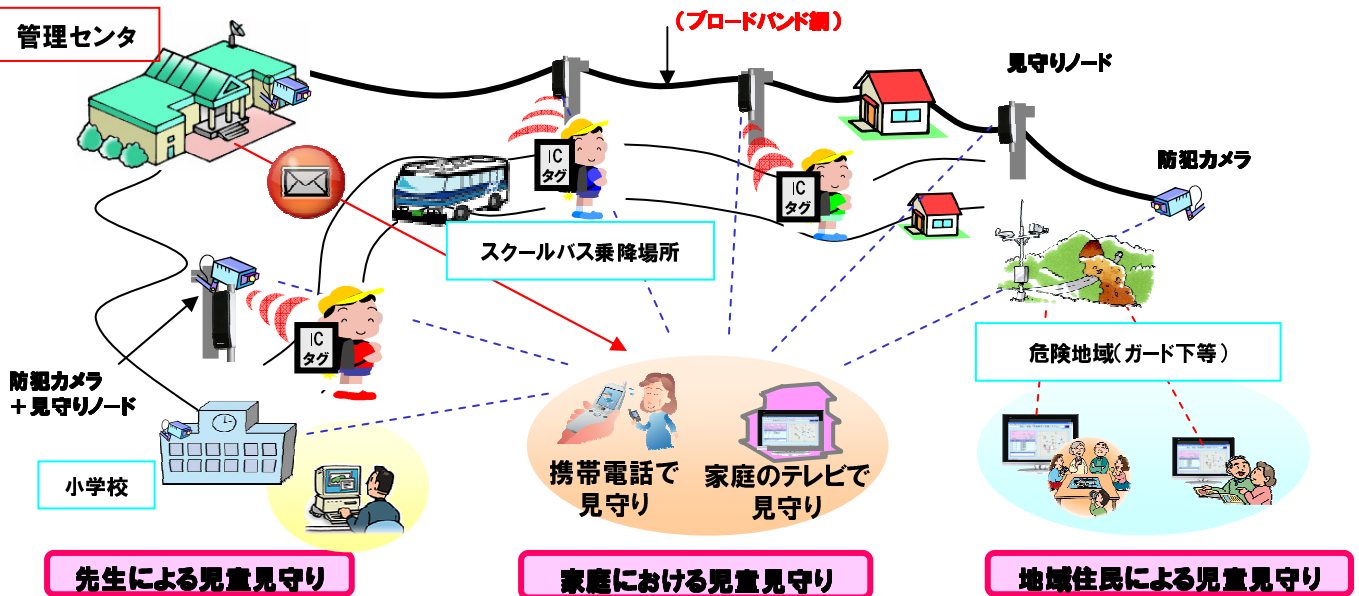 管理センタ
（ブロードバンド網）
見守りノード
防犯カメラ
IC
タグ
IC
タグ
スクールバス乗降場所
IC
タグ
防犯カメラ
＋見守りノード
危険地域（ガード下等）
小学校
携帯電話で
見守り
家庭のテレビで
見守り
先生による児童見守り
家庭における児童見守り
地域住民による児童見守り